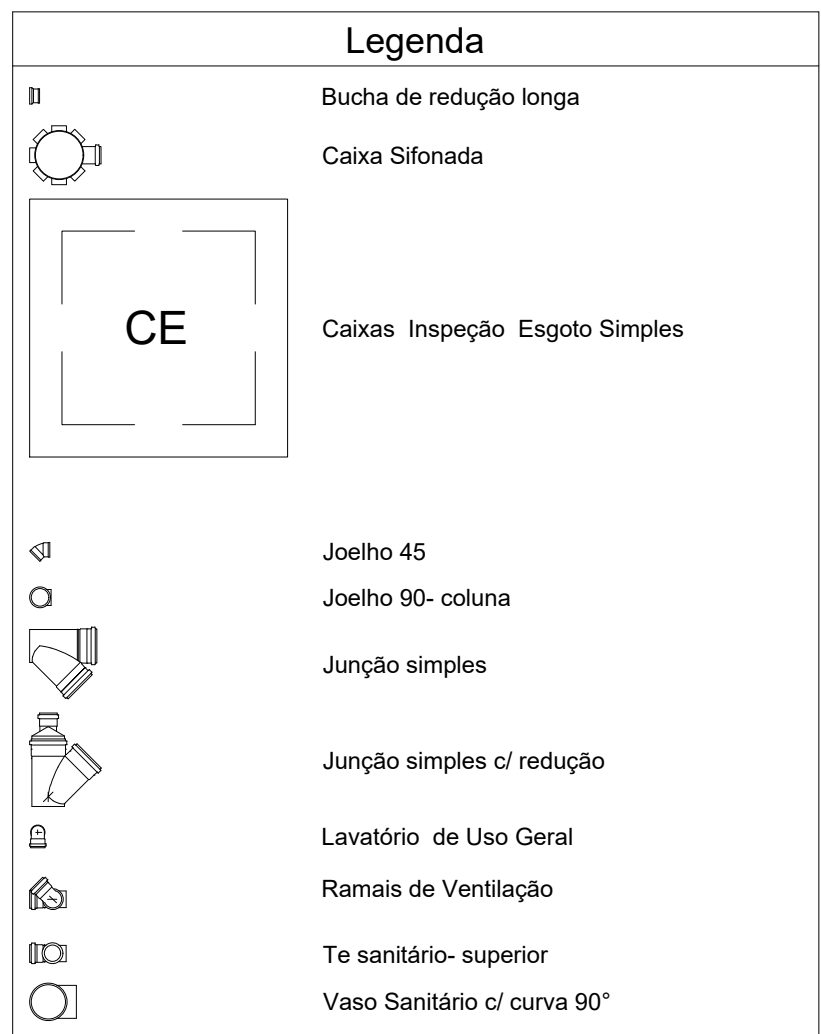 Legenda
Bucha de redução longa
Caixa Sifonada
CE
Caixas Inspeção Esgoto Simples
Joelho 45
Joelho 90- coluna
Junção simples
Junção simples c/ redução
Lavatório de Uso Geral
Ramais de Ventilação
Te sanitário- superior
Vaso Sanitário c/ curva 90°